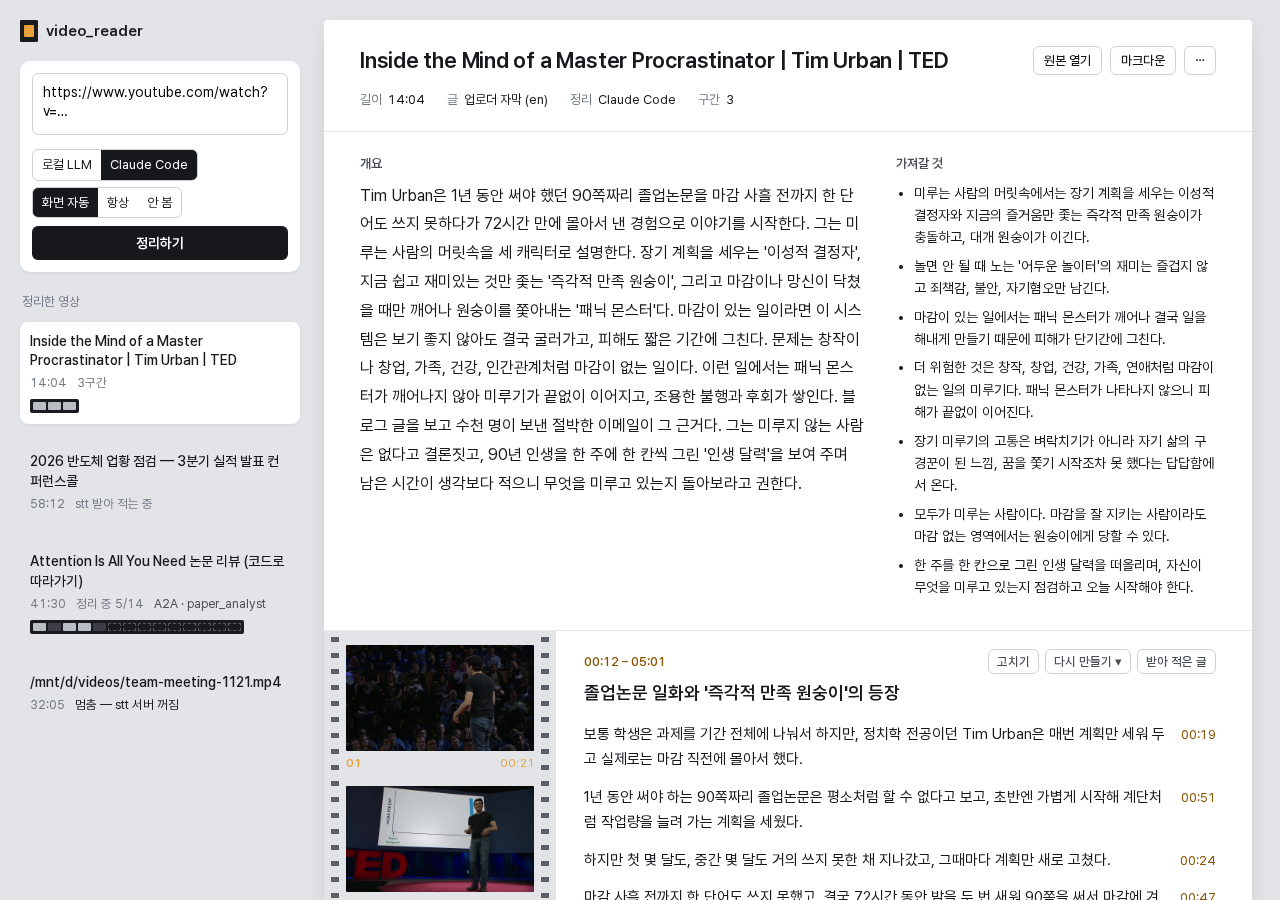 video_reader
https://www.youtube.com/watch?
v=...
로컬 LLM
Claude Code
화면 자동
항상
안 봄
정리하기
정리한 영상
Inside the Mind of a Master
Procrastinator | Tim Urban | TED
14:04 3구간
2026 반도체 업황 점검 — 3분기 실적 발표 컨
퍼런스콜
58:12 stt 받아 적는 중
Attention Is All You Need 논문 리뷰 (코드로
따라가기)
41:30 정리 중 5/14 A2A · paper_analyst
/mnt/d/videos/team-meeting-1121.mp4
32:05 멈춤 — stt 서버 꺼짐
Inside the Mind of a Master Procrastinator | Tim Urban | TED
원본 열기
마크다운
···
길이 14:04 글 업로더 자막 (en) 정리 Claude Code 구간 3
개요
Tim Urban은 1년 동안 써야 했던 90쪽짜리 졸업논문을 마감 사흘 전까지 한 단
어도 쓰지 못하다가 72시간 만에 몰아서 낸 경험으로 이야기를 시작한다. 그는 미
루는 사람의 머릿속을 세 캐릭터로 설명한다. 장기 계획을 세우는 '이성적 결정자',
지금 쉽고 재미있는 것만 좇는 '즉각적 만족 원숭이', 그리고 마감이나 망신이 닥쳤
을 때만 깨어나 원숭이를 쫓아내는 '패닉 몬스터'다. 마감이 있는 일이라면 이 시스
템은 보기 좋지 않아도 결국 굴러가고, 피해도 짧은 기간에 그친다. 문제는 창작이
나 창업, 가족, 건강, 인간관계처럼 마감이 없는 일이다. 이런 일에서는 패닉 몬스
터가 깨어나지 않아 미루기가 끝없이 이어지고, 조용한 불행과 후회가 쌓인다. 블
로그 글을 보고 수천 명이 보낸 절박한 이메일이 그 근거다. 그는 미루지 않는 사람
은 없다고 결론짓고, 90년 인생을 한 주에 한 칸씩 그린 '인생 달력'을 보여 주며
남은 시간이 생각보다 적으니 무엇을 미루고 있는지 돌아보라고 권한다.
가져갈 것
• 미루는 사람의 머릿속에서는 장기 계획을 세우는 이성적
결정자와 지금의 즐거움만 좇는 즉각적 만족 원숭이가
충돌하고, 대개 원숭이가 이긴다.
• 놀면 안 될 때 노는 '어두운 놀이터'의 재미는 즐겁지 않
고 죄책감, 불안, 자기혐오만 남긴다.
• 마감이 있는 일에서는 패닉 몬스터가 깨어나 결국 일을
해내게 만들기 때문에 피해가 단기간에 그친다.
• 더 위험한 것은 창작, 창업, 건강, 가족, 연애처럼 마감이
없는 일의 미루기다. 패닉 몬스터가 나타나지 않으니 피
해가 끝없이 이어진다.
• 장기 미루기의 고통은 벼락치기가 아니라 자기 삶의 구
경꾼이 된 느낌, 꿈을 쫓기 시작조차 못 했다는 답답함에
서 온다.
• 모두가 미루는 사람이다. 마감을 잘 지키는 사람이라도
마감 없는 영역에서는 원숭이에게 당할 수 있다.
• 한 주를 한 칸으로 그린 인생 달력을 떠올리며, 자신이
무엇을 미루고 있는지 점검하고 오늘 시작해야 한다.
01 00:21
TED
00:12 – 05:01
고치기
다시 만들기 ▾
받아 적은 글
졸업논문 일화와 '즉각적 만족 원숭이'의 등장
보통 학생은 과제를 기간 전체에 나눠서 하지만, 정치학 전공이던 Tim Urban은 매번 계획만 세워 두 00:19
고 실제로는 마감 직전에 몰아서 했다.
1년 동안 써야 하는 90쪽짜리 졸업논문은 평소처럼 할 수 없다고 보고, 초반엔 가볍게 시작해 계단처 00:51
럼 작업량을 늘려 가는 계획을 세웠다.
하지만 첫 몇 달도, 중간 몇 달도 거의 쓰지 못한 채 지나갔고, 그때마다 계획만 새로 고쳤다. 00:24
마감 사흘 전까지 한 단어도 쓰지 못했고, 결국 72시간 동안 밤을 두 번 새워 90쪽을 써서 마감에 겨 00:47